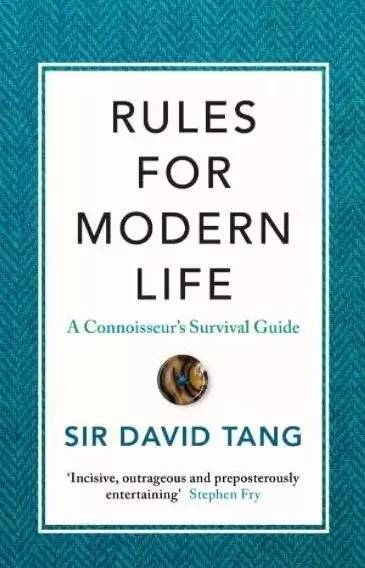 RULES
FOR
MODERN
LIFE
A Connoisseur's Survival Guide
SIR DAVID TANG
'Incisive, outrageous and preposterously
entertaining' Stephen Fry